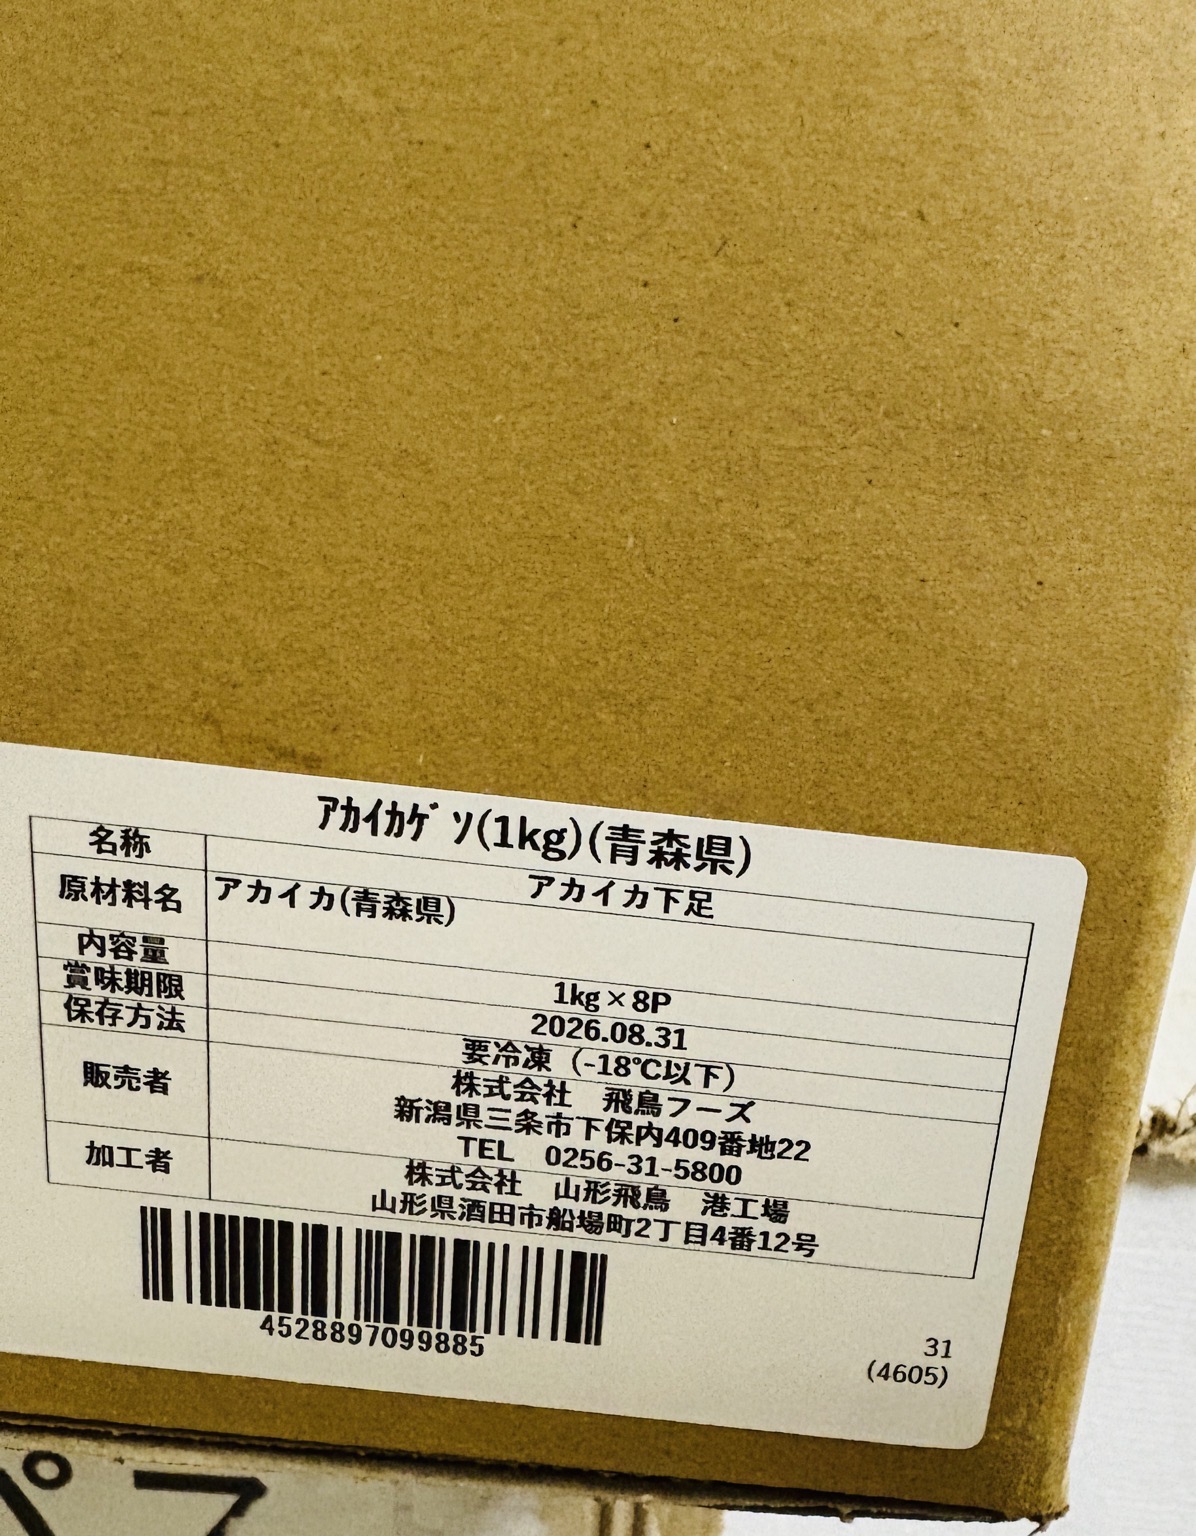 ｱｶｲｶｹﾞｿ(1kg)(青森県)
名称 アカイカ下足
原材料名 アカイカ(青森県)
内容量 1kg×8P
賞味期限 2026.08.31
保存方法 要冷凍（-18℃以下）
販売者 株式会社　飛鳥フーズ
新潟県三条市下保内409番地22
TEL　0256-31-5800
加工者 株式会社　山形飛鳥　港工場
山形県酒田市船場町2丁目4番12号
4528897099885
31
(4605)